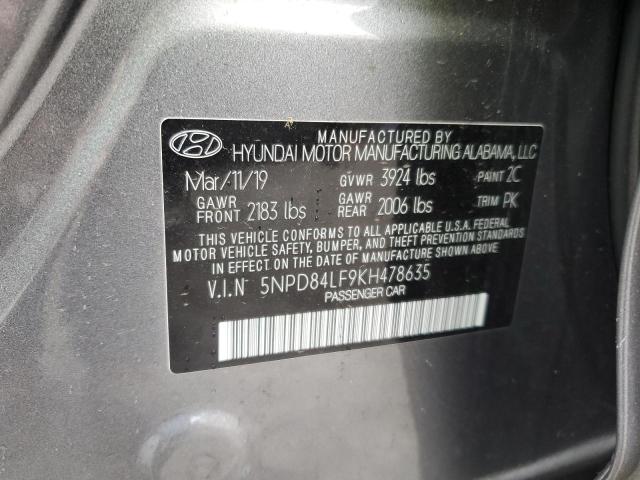 MANUFACTURED BY
HYUNDAI MOTOR MANUFACTURING ALABAMA, LLC
Mar/11/19 GVWR 3924 lbs PAINT 2C
GAWR FRONT 2183 lbs GAWR REAR 2006 lbs TRIM PK
THIS VEHICLE CONFORMS TO ALL APPLICABLE U.S.A. FEDERAL
MOTOR VEHICLE SAFETY, BUMPER, AND THEFT PREVENTION STANDARDS
IN EFFECT ON THE DATE OF MANUFACTURE SHOWN ABOVE.
V.I.N 5NPD84LF9KH478635
PASSENGER CAR